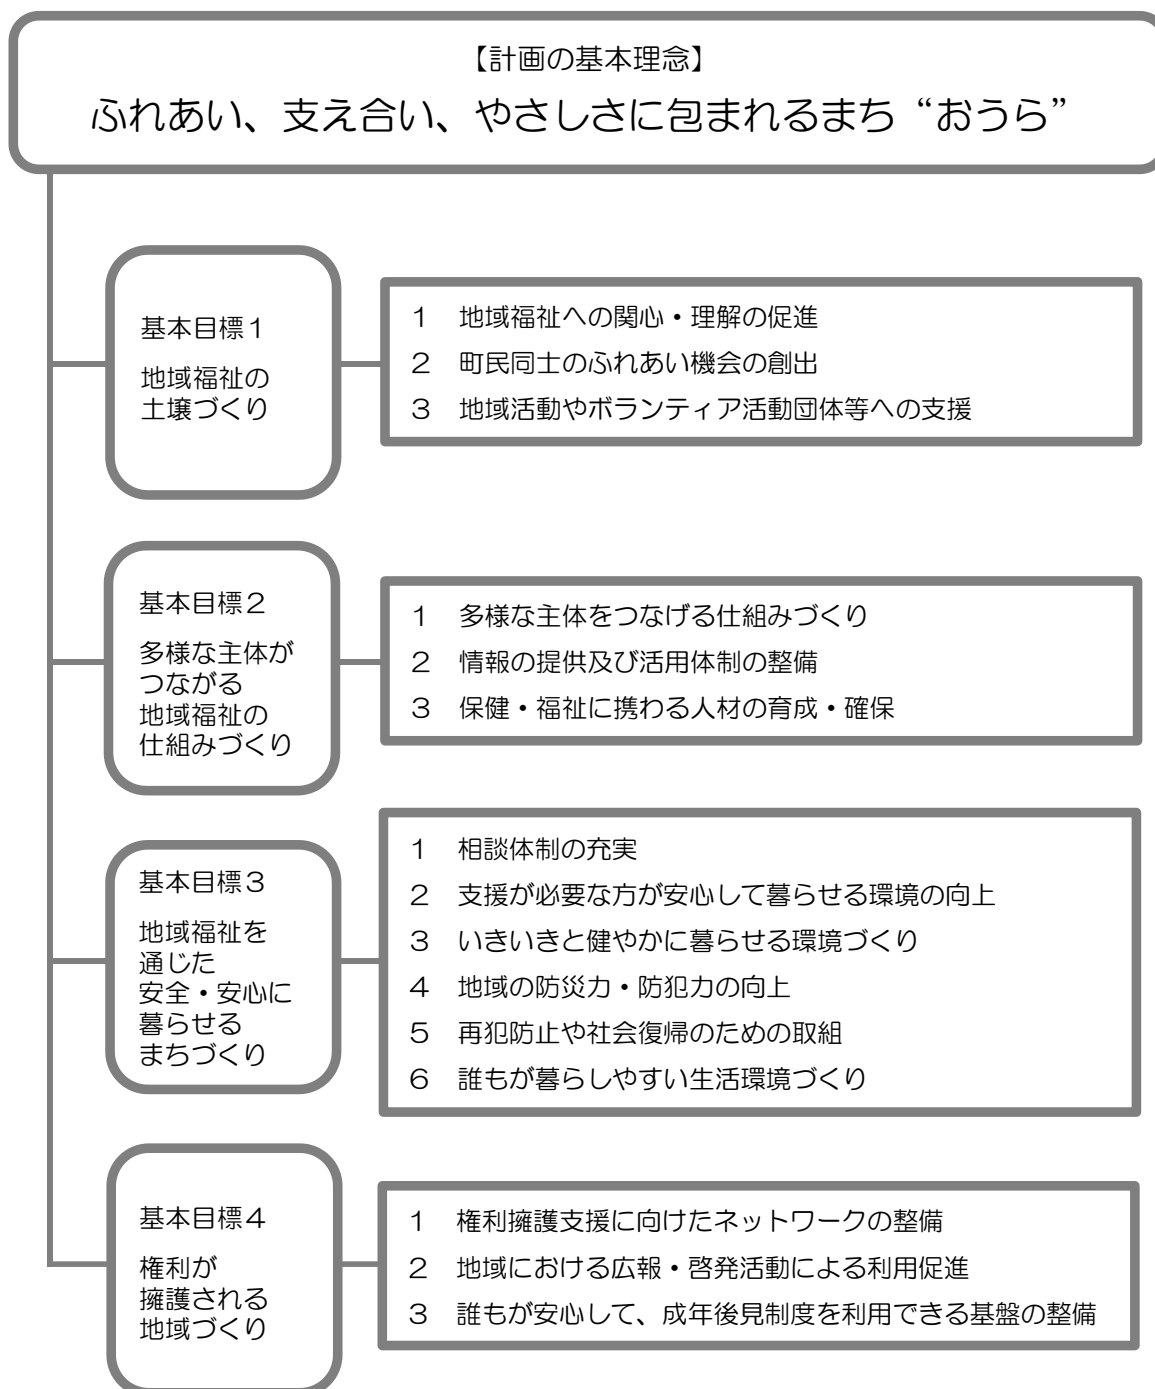 【計画の基本理念】
ふれあい、支え合い、やさしさに包まれるまち“おうら”
基本目標１
地域福祉の
土壌づくり
１　地域福祉への関心・理解の促進
２　町民同士のふれあい機会の創出
３　地域活動やボランティア活動団体等への支援
基本目標２
多様な主体が
つながる
地域福祉の
仕組みづくり
１　多様な主体をつなげる仕組みづくり
２　情報の提供及び活用体制の整備
３　保健・福祉に携わる人材の育成・確保
基本目標３
地域福祉を
通じた
安全・安心に
暮らせる
まちづくり
１　相談体制の充実
２　支援が必要な方が安心して暮らせる環境の向上
３　いきいきと健やかに暮らせる環境づくり
４　地域の防災力・防犯力の向上
５　再犯防止や社会復帰のための取組
６　誰もが暮らしやすい生活環境づくり
基本目標４
権利が
擁護される
地域づくり
１　権利擁護支援に向けたネットワークの整備
２　地域における広報・啓発活動による利用促進
３　誰もが安心して、成年後見制度を利用できる基盤の整備